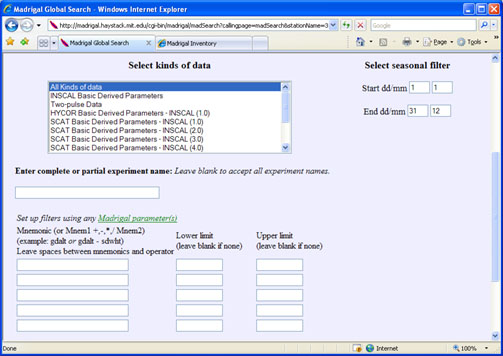 Madrigal Global Search - Windows Internet Explorer
http://madrigal.haystack.mit.edu/cgi-bin/madrigal/madSearch?callingpage=madSearch&stationName=3
Madrigal Global Search
Madrigal Inventory
Page
Tools
Select kinds of data
Select seasonal filter
All Kinds of data
INSCAL Basic Derived Parameters
Two-pulse Data
HYCOR Basic Derived Parameters - INSCAL (1.0)
SCAT Basic Derived Parameters - INSCAL (1.0)
SCAT Basic Derived Parameters - INSCAL (2.0)
SCAT Basic Derived Parameters - INSCAL (3.0)
SCAT Basic Derived Parameters - INSCAL (4.0)
Start dd/mm 1 1
End dd/mm 31 12
Enter complete or partial experiment name: Leave blank to accept all experiment names.
Set up filters using any Madrigal parameter(s)
Mnemonic (or Mnem1 +,-,*,/ Mnem2)
(example: gdalt or gdalt - sdwht)
Leave spaces between mnemonics and operator
Lower limit
(leave blank if none)
Upper limit
(leave blank if none)
Done
Internet
100%